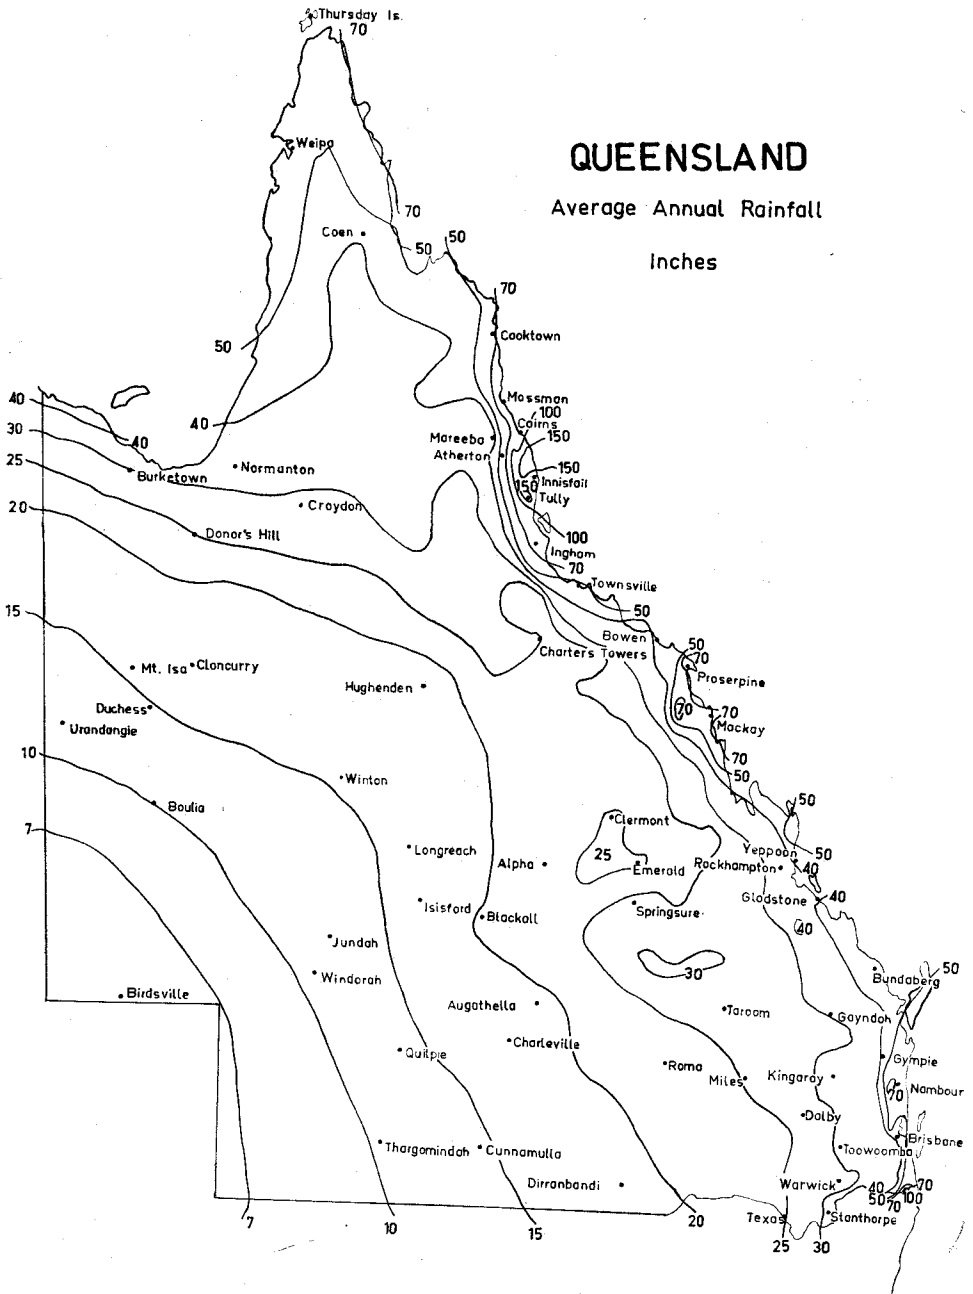 Thursday Is.
70
QUEENSLAND
Weipa
Average Annual Rainfall
70
Coen
50
50
Inches
70
Cooktown
50
40
Mossman
100
40
40
Cairns
30
40
Mareeba
150
Atherton
25
Normanton
150
Burketown
Innisfail
150
Tully
20
Croydon
Donor's Hill
100
Ingham
70
Townsville
15
50
Bowen
50
Charters Towers
70
Mt. Isa
Cloncurry
Proserpine
Hughenden
Duchess
70
70
Urandangie
Mackay
10
70
Winton
50
Boulia
50
7
Clermont
Longreach
25
Yeppoon
50
Alpha
Emerald
Rockhampton
40
Isisford
Gladstone
40
Blackall
Springsure
40
Jundah
Windorah
30
50
Bundaberg
Birdsville
Augathella
Taroom
Gayndah
Charleville
Quilpie
Roma
Gympie
Miles
Kingaroy
Nambour
70
Dalby
Thargomindah
Cunnamulla
Toowoomba
Brisbane
Dirranbandi
Warwick
40
70
50
70
100
7
10
15
20
Texas
Stanthorpe
25
30